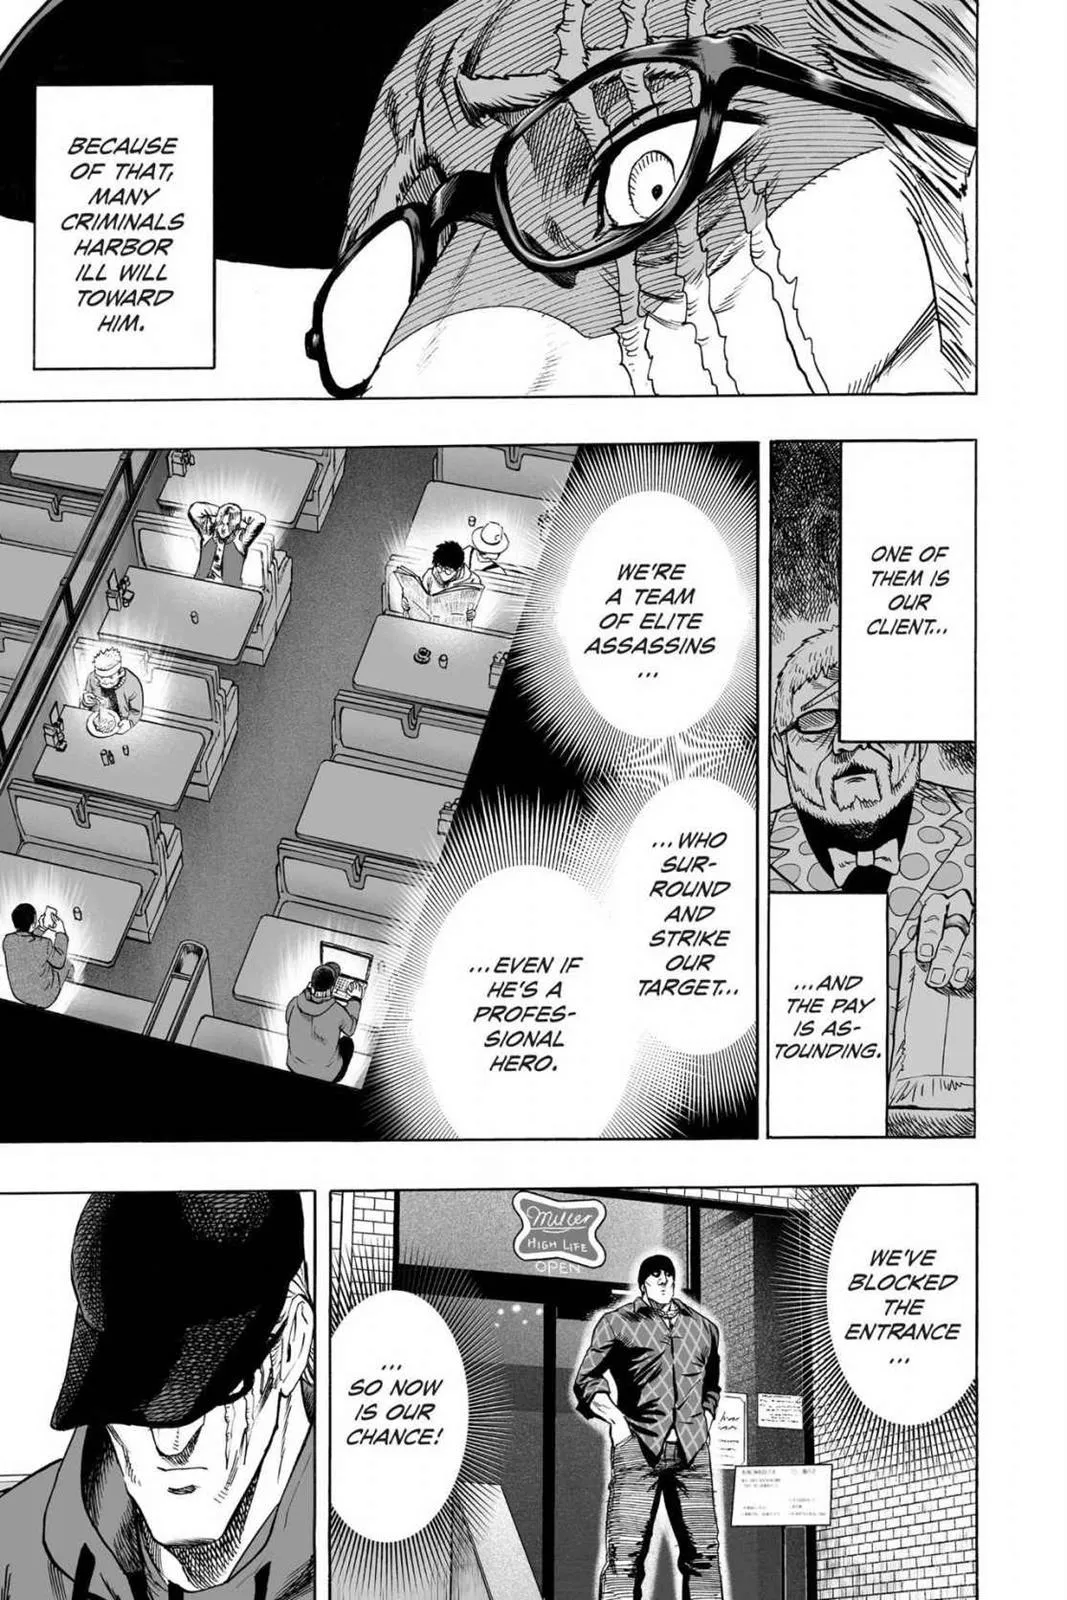 BECAUSE
OF THAT,
MANY
CRIMINALS
HARBOR
ILL WILL
TOWARD
HIM.
ONE OF
THEM IS
OUR
CLIENT...
...AND
THE PAY
IS AS-
TOUNDING.
WE'RE
A TEAM
OF ELITE
ASSASSINS
...
...WHO
SUR-
ROUND
AND
STRIKE
OUR
TARGET...
...EVEN IF
HE'S A
PROFES-
SIONAL
HERO.
WE'VE
BLOCKED
THE
ENTRANCE
...
HIGH LIFE
OPEN
...
SO NOW
IS OUR
CHANCE!